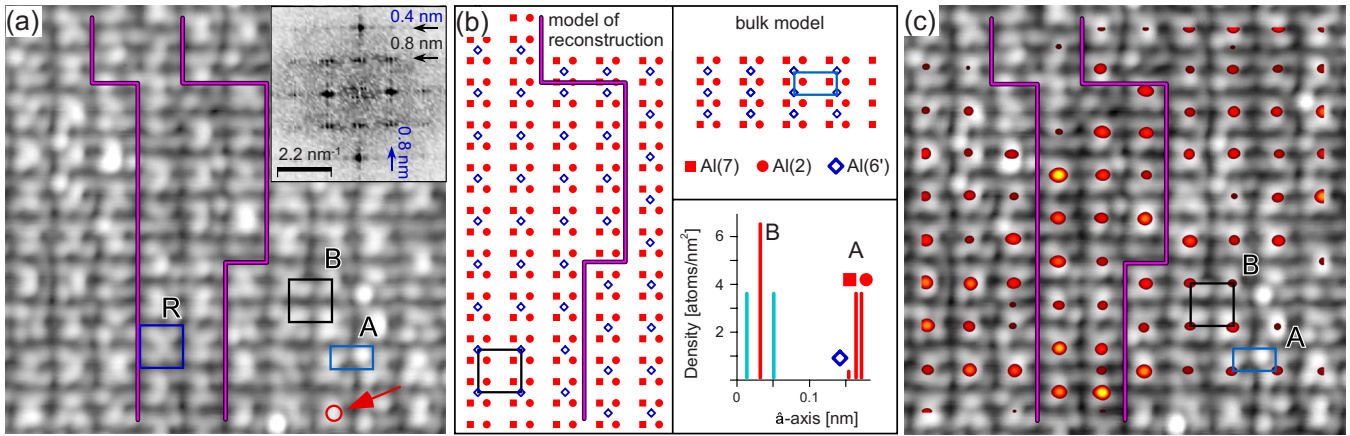 (a)
0.4 nm
0.8 nm
0.8 nm
2.2 nm⁻¹
R
B
A
(b)
model of
reconstruction
bulk model
Al(7) Al(2) Al(6')
Density [atoms/nm²]
6
4
2
0
0.1
B
A
â-axis [nm]
(c)
B
A